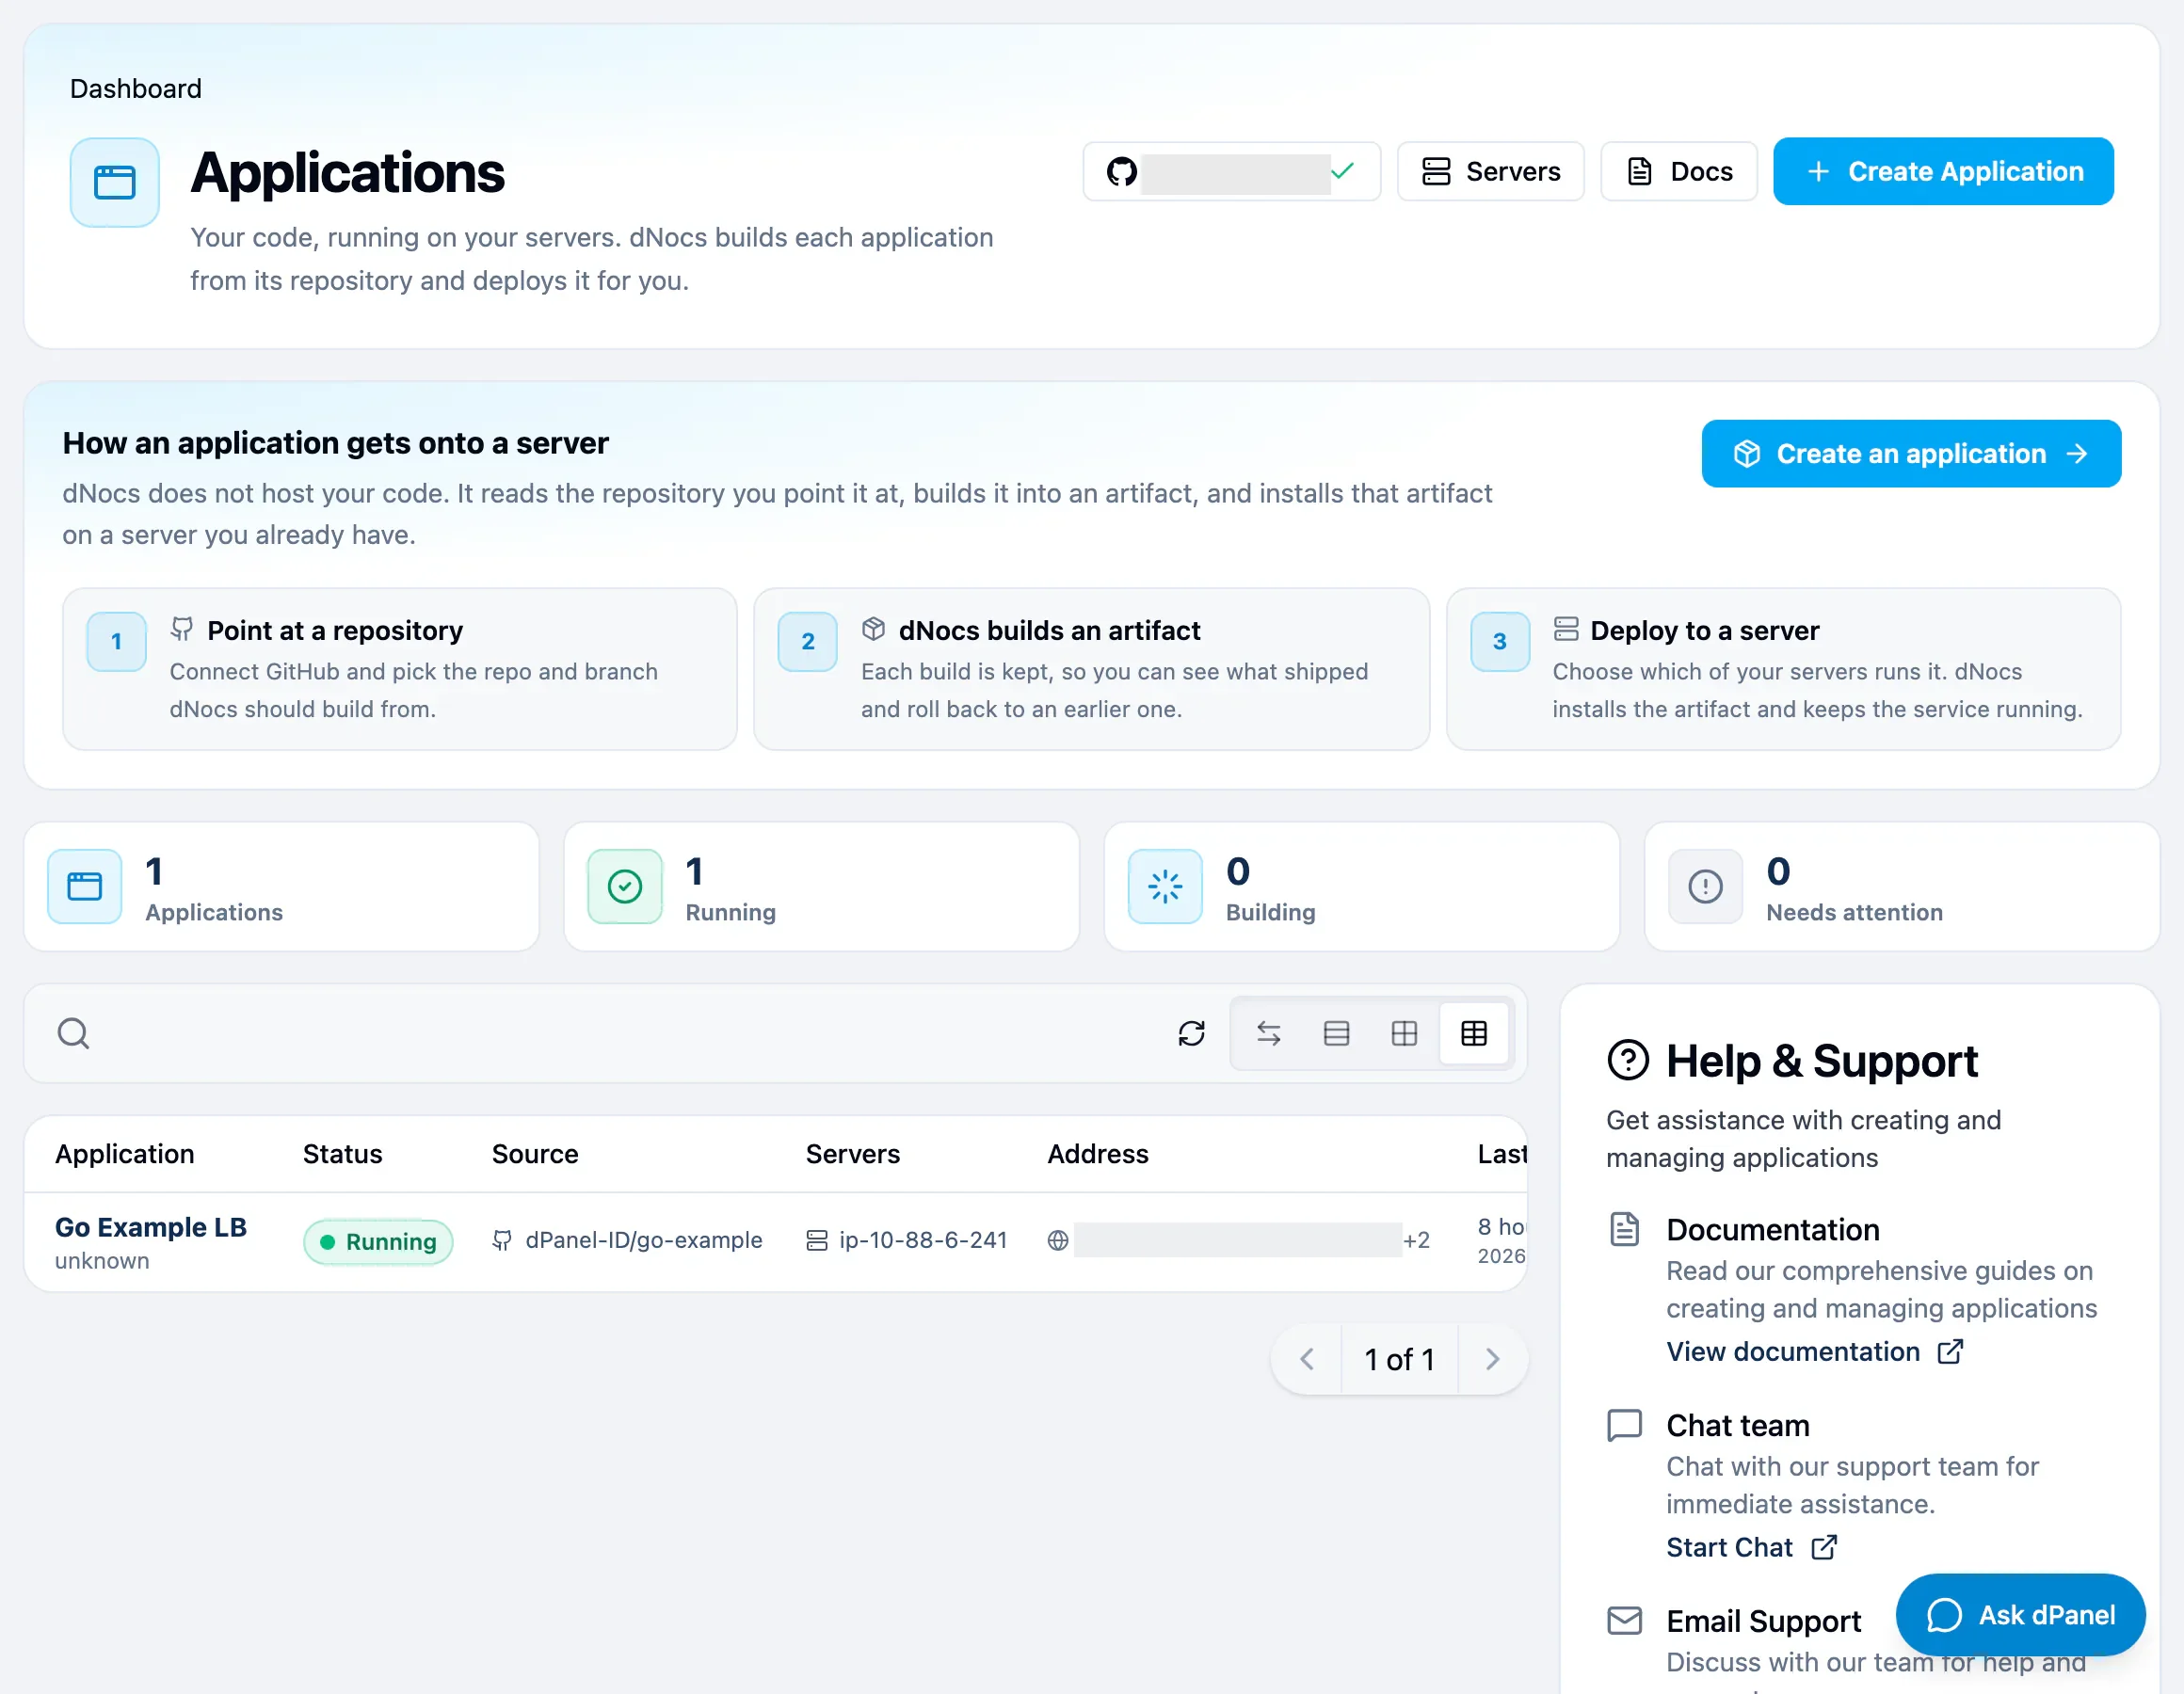 Dashboard
Applications
Your code, running on your servers. dNocs builds each application
from its repository and deploys it for you.
Servers
Docs
Create Application
How an application gets onto a server
dNocs does not host your code. It reads the repository you point it at, builds it into an artifact, and installs that artifact
on a server you already have.
Create an application
1
Point at a repository
Connect GitHub and pick the repo and branch
dNocs should build from.
2
dNocs builds an artifact
Each build is kept, so you can see what shipped
and roll back to an earlier one.
3
Deploy to a server
Choose which of your servers runs it. dNocs
installs the artifact and keeps the service running.
1
Applications
1
Running
0
Building
0
Needs attention
Application Status Source Servers Address Last
Go Example LB
unknown
Running
dPanel-ID/go-example
ip-10-88-6-241
+2
8
2026
1 of 1
Help & Support
Get assistance with creating and
managing applications
Documentation
Read our comprehensive guides on
creating and managing applications
View documentation
Chat team
Chat with our support team for
immediate assistance.
Start Chat
Email Support
Discuss with our team for help and
Ask dPanel